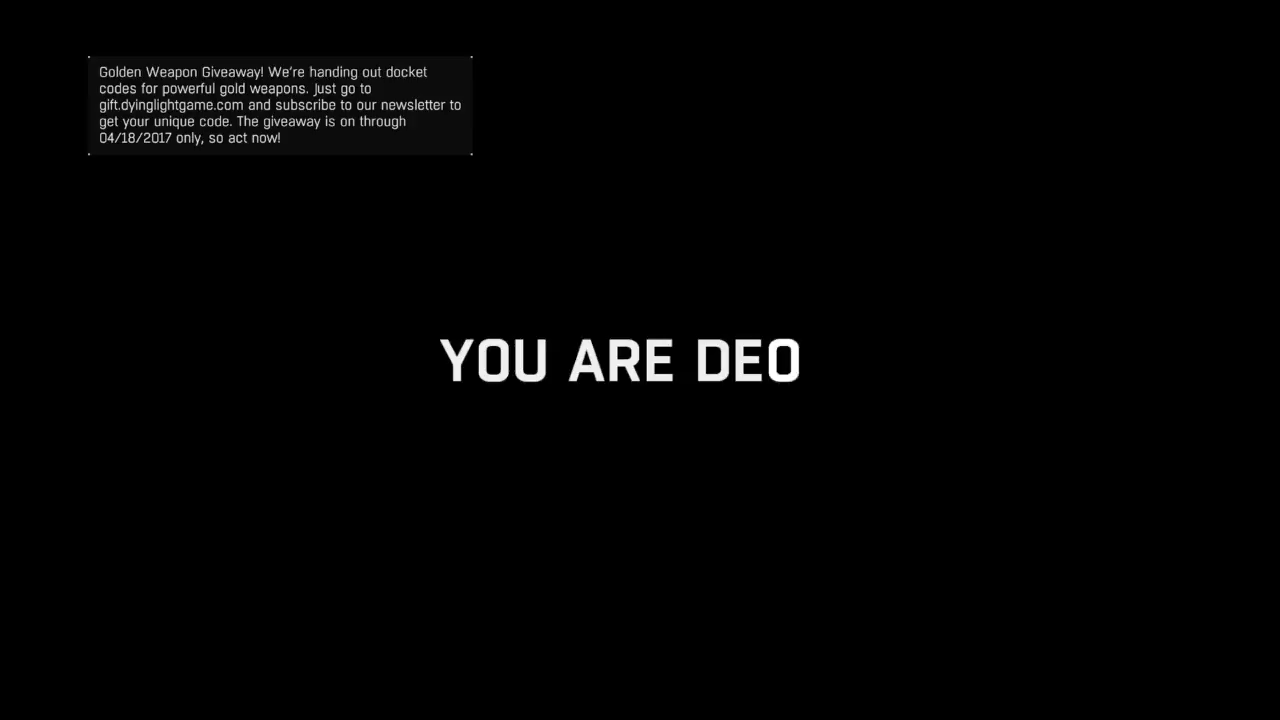 Golden Weapon Giveaway! We're handing out docket
codes for powerful gold weapons. Just go to
gift.dyinglightgame.com and subscribe to our newsletter to
get your unique code. The giveaway is on through
04/18/2017 only, so act now!
YOU ARE DEO